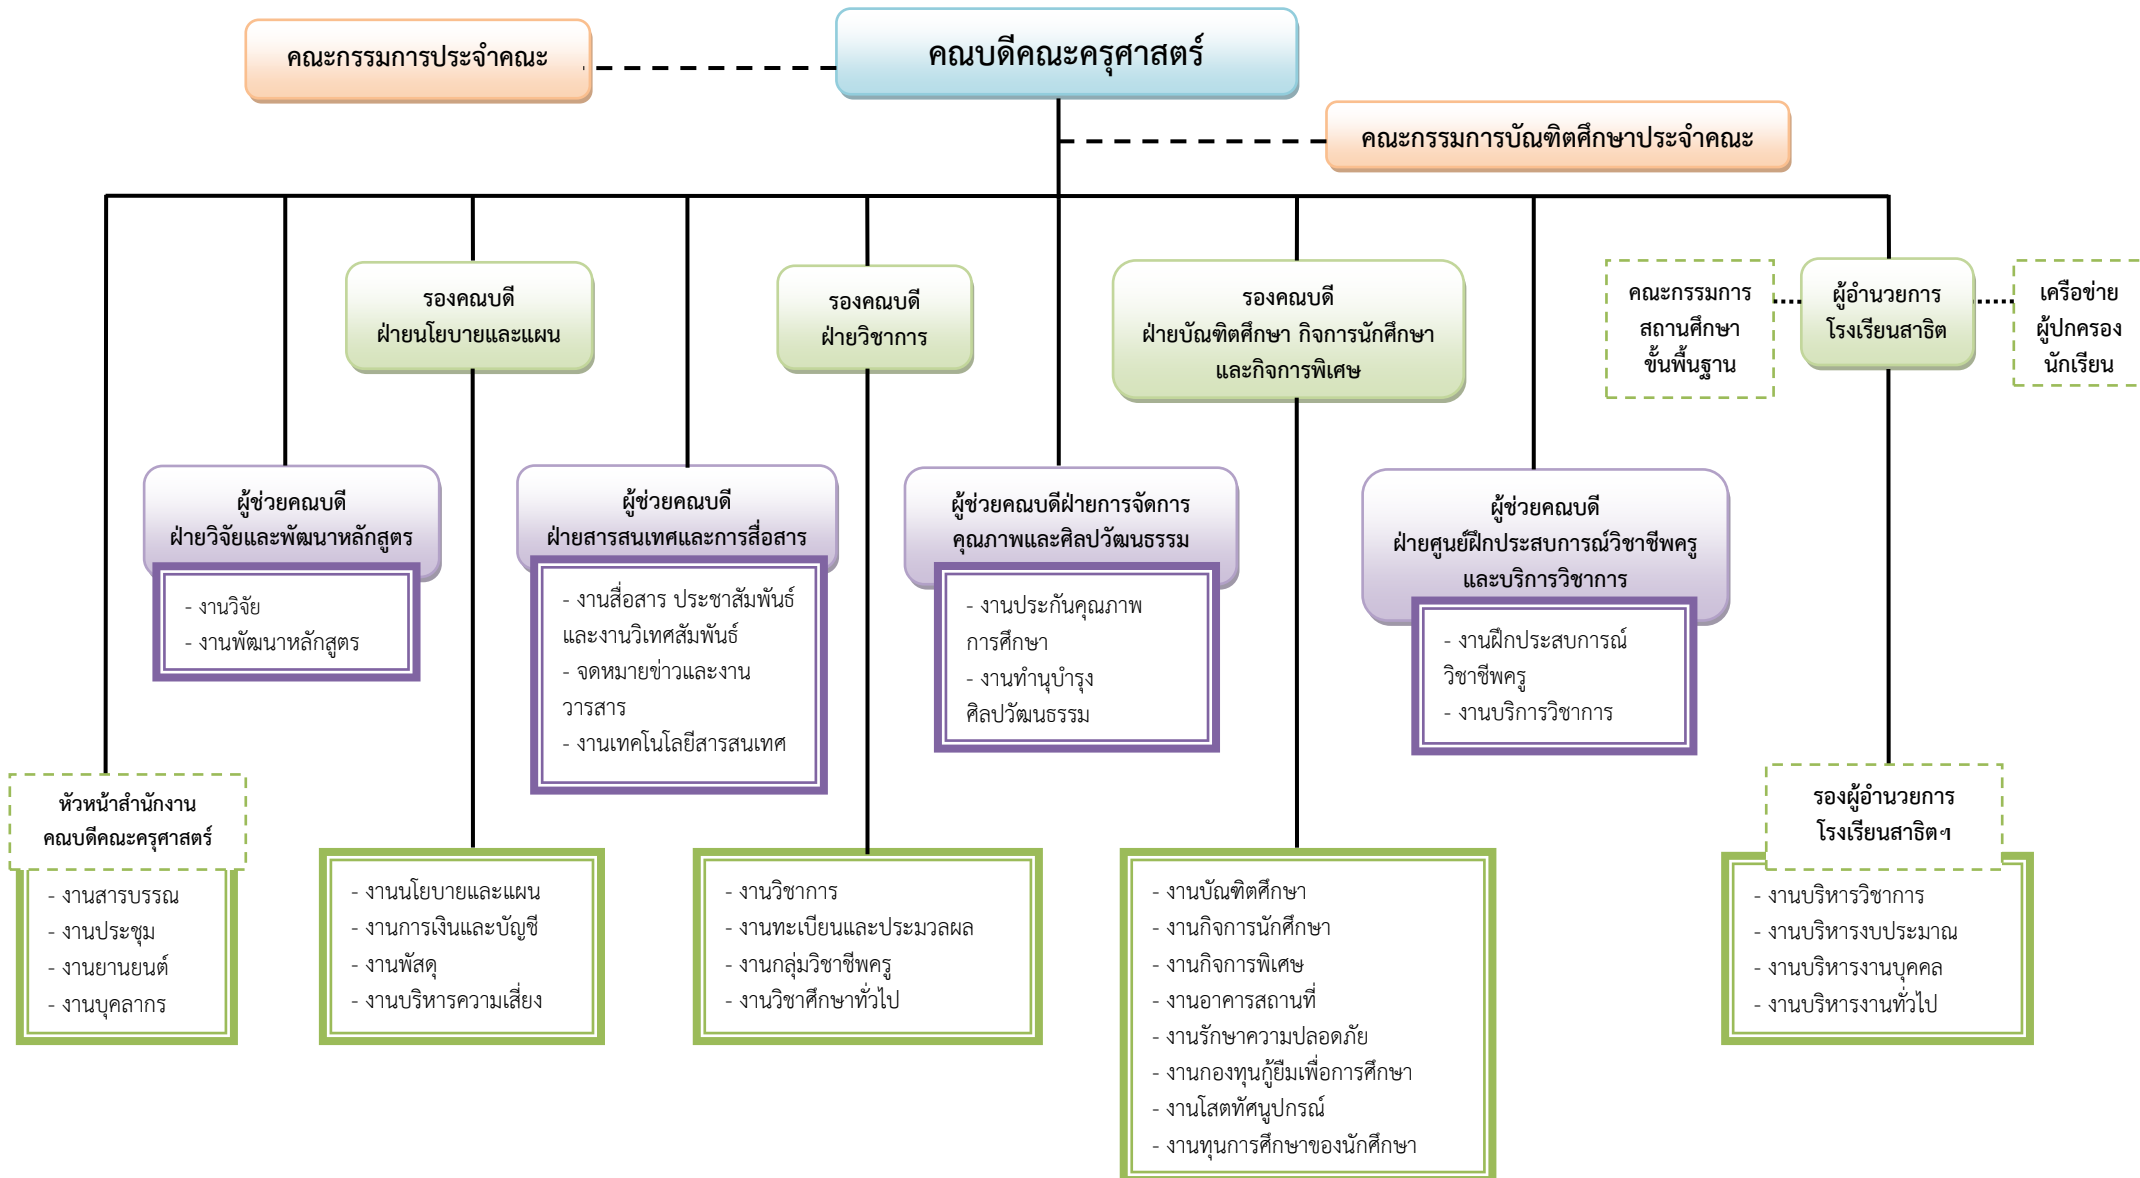 คณะกรรมการประจำคณะ
คณบดีคณะครุศาสตร์
คณะกรรมการบัณฑิตศึกษาประจำคณะ
รองคณบดี
ฝ่ายนโยบายและแผน
รองคณบดี
ฝ่ายวิชาการ
รองคณบดี
ฝ่ายบัณฑิตศึกษา กิจการนักศึกษา
และกิจการพิเศษ
คณะกรรมการ
สถานศึกษา
ขั้นพื้นฐาน
ผู้อำนวยการ
โรงเรียนสาธิต
เครือข่าย
ผู้ปกครอง
นักเรียน
ผู้ช่วยคณบดี
ฝ่ายวิจัยและพัฒนาหลักสูตร
- งานวิจัย
- งานพัฒนาหลักสูตร
ผู้ช่วยคณบดี
ฝ่ายสารสนเทศและการสื่อสาร
- งานสื่อสาร ประชาสัมพันธ์
และงานวิเทศสัมพันธ์
- จดหมายข่าวและงาน
วารสาร
- งานเทคโนโลยีสารสนเทศ
ผู้ช่วยคณบดีฝ่ายการจัดการ
คุณภาพและศิลปวัฒนธรรม
- งานประกันคุณภาพ
การศึกษา
- งานทำนุบำรุง
ศิลปวัฒนธรรม
ผู้ช่วยคณบดี
ฝ่ายศูนย์ฝึกประสบการณ์วิชาชีพครู
และบริการวิชาการ
- งานฝึกประสบการณ์
วิชาชีพครู
- งานบริการวิชาการ
หัวหน้าสำนักงาน
คณบดีคณะครุศาสตร์
- งานสารบรรณ
- งานประชุม
- งานยานยนต์
- งานบุคลากร
- งานนโยบายและแผน
- งานการเงินและบัญชี
- งานพัสดุ
- งานบริหารความเสี่ยง
- งานวิชาการ
- งานทะเบียนและประมวลผล
- งานกลุ่มวิชาชีพครู
- งานวิชาศึกษาทั่วไป
- งานบัณฑิตศึกษา
- งานกิจการนักศึกษา
- งานกิจการพิเศษ
- งานอาคารสถานที่
- งานรักษาความปลอดภัย
- งานกองทุนกู้ยืมเพื่อการศึกษา
- งานโสตทัศนูปกรณ์
- งานทุนการศึกษาของนักศึกษา
รองผู้อำนวยการ
โรงเรียนสาธิตฯ
- งานบริหารวิชาการ
- งานบริหารงบประมาณ
- งานบริหารงานบุคคล
- งานบริหารงานทั่วไป